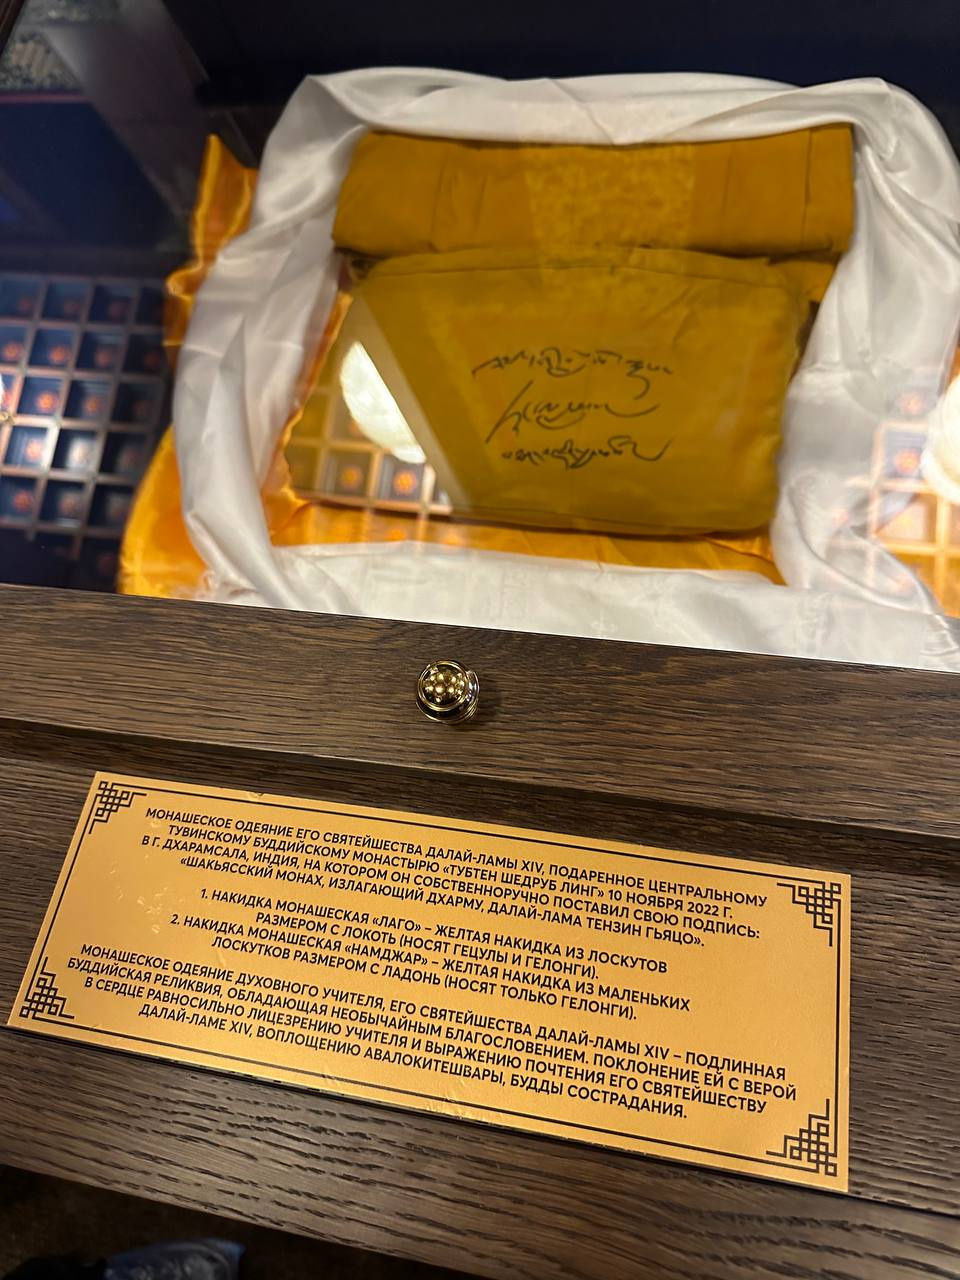 МОНАШЕСКОЕ ОДЕЯНИЕ ЕГО СВЯТЕЙШЕСТВА ДАЛАЙ-ЛАМЫ XIV, ПОДАРЕННОЕ ЦЕНТРАЛЬНОМУ
ТУВИНСКОМУ БУДДИЙСКОМУ МОНАСТЫРЮ «ТУБТЕН ШЕДРУБ ЛИНГ» 10 НОЯБРЯ 2022 Г.
В Г. ДХАРАМСАЛА, ИНДИЯ, НА КОТОРОМ ОН СОБСТВЕННОРУЧНО ПОСТАВИЛ СВОЮ ПОДПИСЬ:
«ШАКЬЯССКИЙ МОНАХ, ИЗЛАГАЮЩИЙ ДХАРМУ, ДАЛАЙ-ЛАМА ТЕНЗИН ГЬЯЦО».
1. НАКИДКА МОНАШЕСКАЯ «ЛАГО» – ЖЕЛТАЯ НАКИДКА ИЗ ЛОСКУТОВ
РАЗМЕРОМ С ЛОКОТЬ (НОСЯТ ГЕЦУЛЫ И ГЕЛОНГИ).
2. НАКИДКА МОНАШЕСКАЯ «НАМДЖАР» – ЖЕЛТАЯ НАКИДКА ИЗ МАЛЕНЬКИХ
ЛОСКУТКОВ РАЗМЕРОМ С ЛАДОНЬ (НОСЯТ ТОЛЬКО ГЕЛОНГИ).
МОНАШЕСКОЕ ОДЕЯНИЕ ДУХОВНОГО УЧИТЕЛЯ, ЕГО СВЯТЕЙШЕСТВА ДАЛАЙ-ЛАМЫ XIV – ПОДЛИННАЯ
БУДДИЙСКАЯ РЕЛИКВИЯ, ОБЛАДАЮЩАЯ НЕОБЫЧАЙНЫМ БЛАГОСЛОВЕНИЕМ. ПОКЛОНЕНИЕ ЕЙ С ВЕРОЙ
В СЕРДЦЕ РАВНОСИЛЬНО ЛИЦЕЗРЕНИЮ УЧИТЕЛЯ И ВЫРАЖЕНИЮ ПОЧТЕНИЯ ЕГО СВЯТЕЙШЕСТВУ
ДАЛАЙ-ЛАМЕ XIV, ВОПЛОЩЕНИЮ АВАЛОКИТЕШВАРЫ, БУДДЫ СОСТРАДАНИЯ.